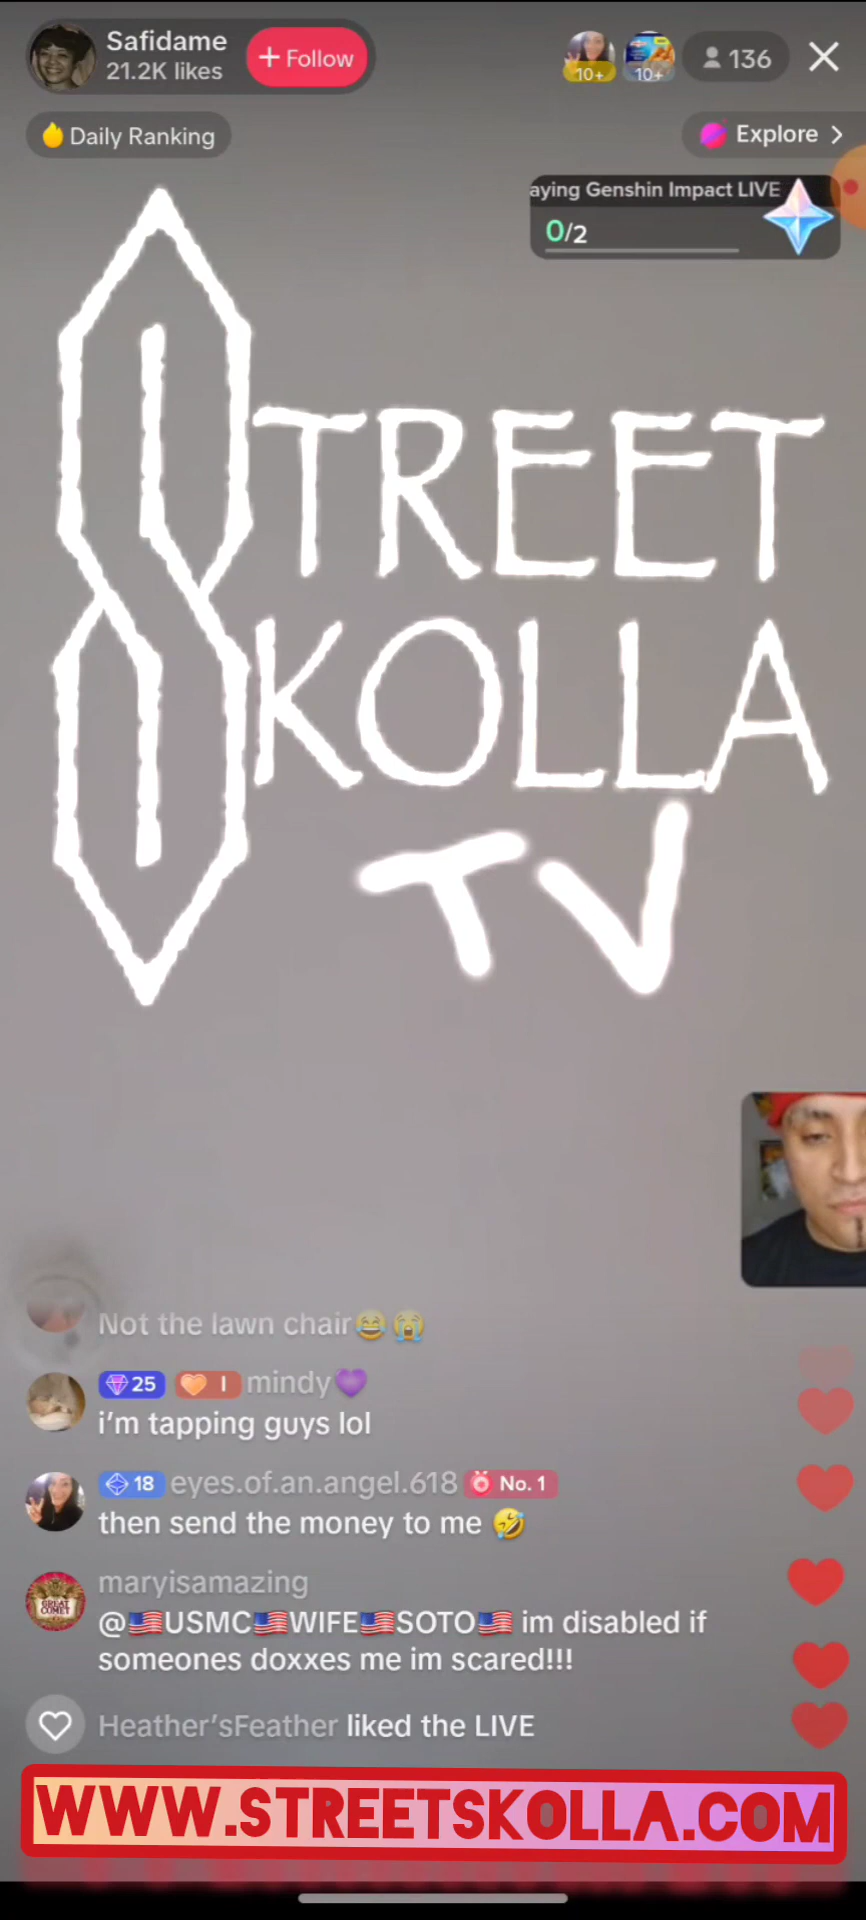 Safidame
21.2K likes
+ Follow
10+
10+
136
Daily Ranking
Explore
aying Genshin Impact LIVE
0/2
STREET
SKOLLA
TV
Not the lawn chair😂😭
25 I mindy💜
i'm tapping guys lol
18 eyes.of.an.angel.618 No. 1
then send the money to me 🤣
maryisamazing
@🇺🇸USMC🇺🇸WIFE🇺🇸SOTO🇺🇸 im disabled if
someones doxxes me im scared!!!
GREAT
COMET
Heather'sFeather liked the LIVE
WWW.STREETSKOLLA.COM